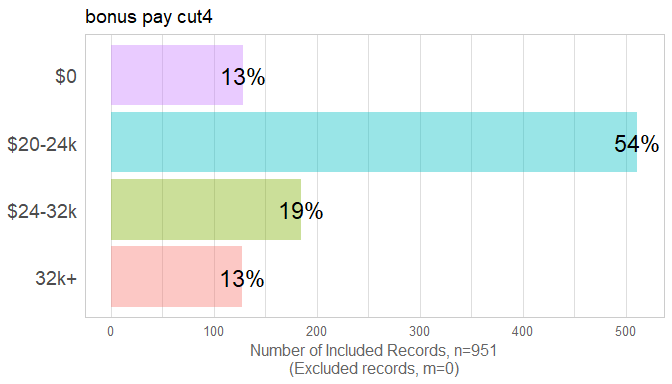 bonus pay cut4
$0
13%
$20-24k
54%
$24-32k
19%
32k+
13%
0 100 200 300 400 500
Number of Included Records, n=951
(Excluded records, m=0)